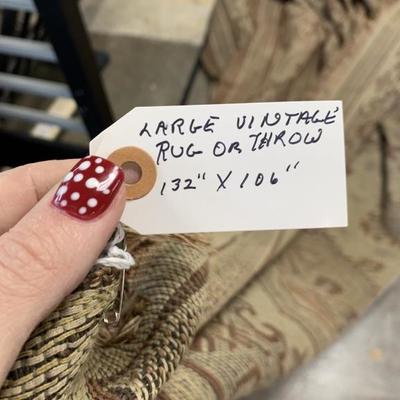 LARGE VINTAGE
RUG OR THROW
132" X 106"